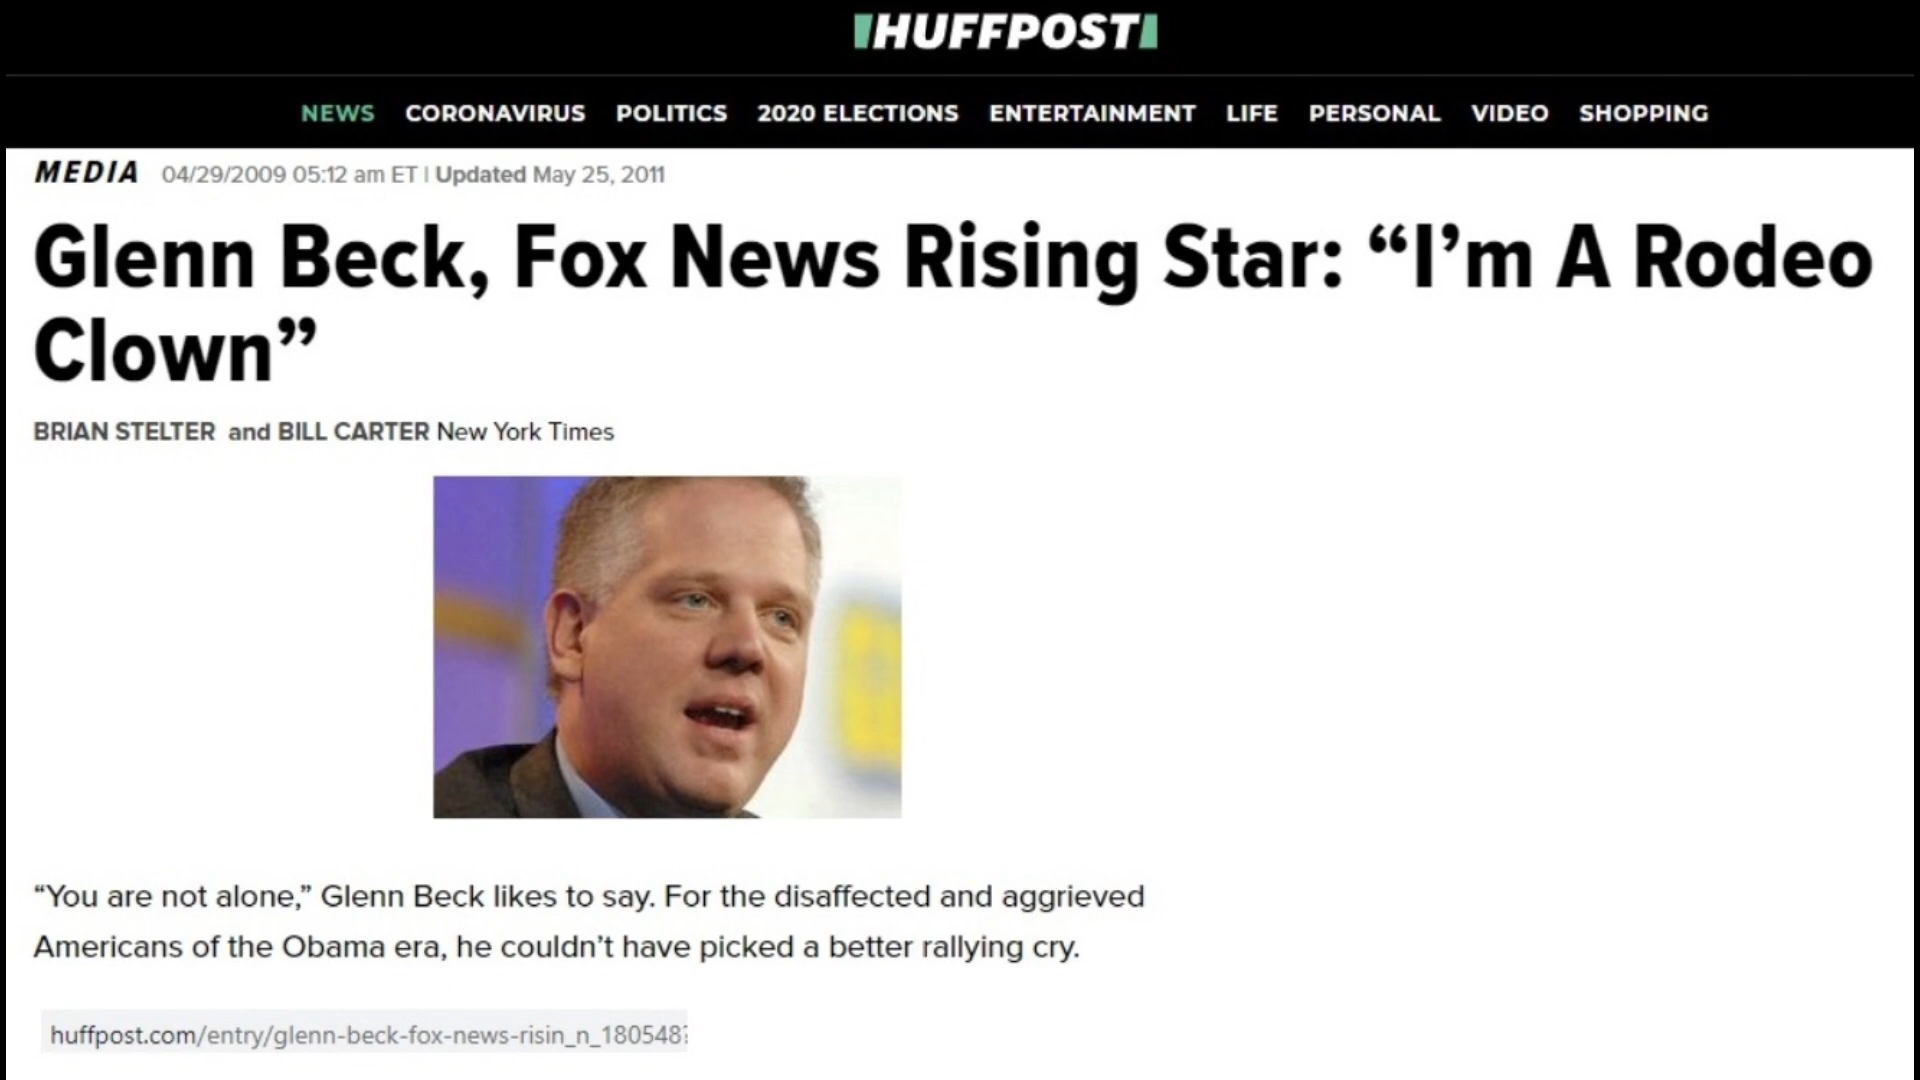 HUFFPOST
NEWS CORONAVIRUS POLITICS 2020 ELECTIONS ENTERTAINMENT LIFE PERSONAL VIDEO SHOPPING
MEDIA 04/29/2009 05:12 am ET | Updated May 25, 2011
Glenn Beck, Fox News Rising Star: “I’m A Rodeo
Clown”
BRIAN STELTER and BILL CARTER New York Times
“You are not alone,” Glenn Beck likes to say. For the disaffected and aggrieved
Americans of the Obama era, he couldn’t have picked a better rallying cry.
huffpost.com/entry/glenn-beck-fox-news-risin_n_180548?